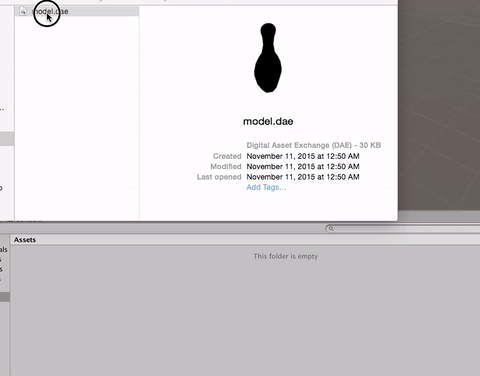 model.dae
model.dae
Digital Asset Exchange (DAE) - 30 KB
Created November 11, 2015 at 12:50 AM
Modified November 11, 2015 at 12:50 AM
Last opened November 11, 2015 at 12:50 AM
Add Tags...
Assets
This folder is empty